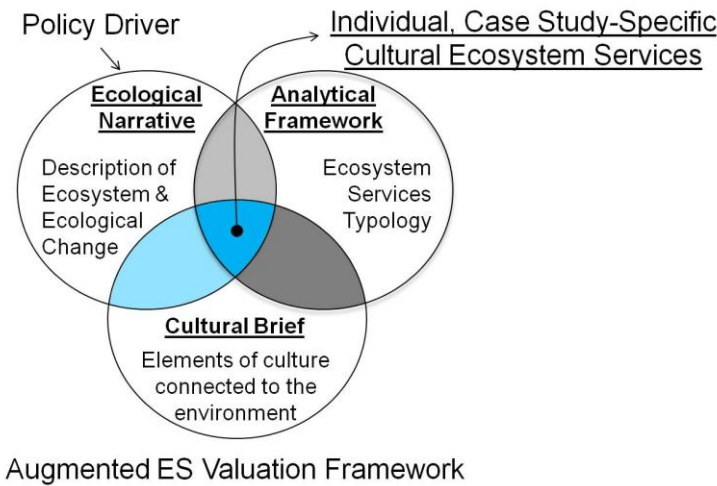 Policy Driver
Individual, Case Study-Specific
Cultural Ecosystem Services
Ecological
Narrative
Description of
Ecosystem &
Ecological
Change
Analytical
Framework
Ecosystem
Services
Typology
Cultural Brief
Elements of culture
connected to the
environment
Augmented ES Valuation Framework